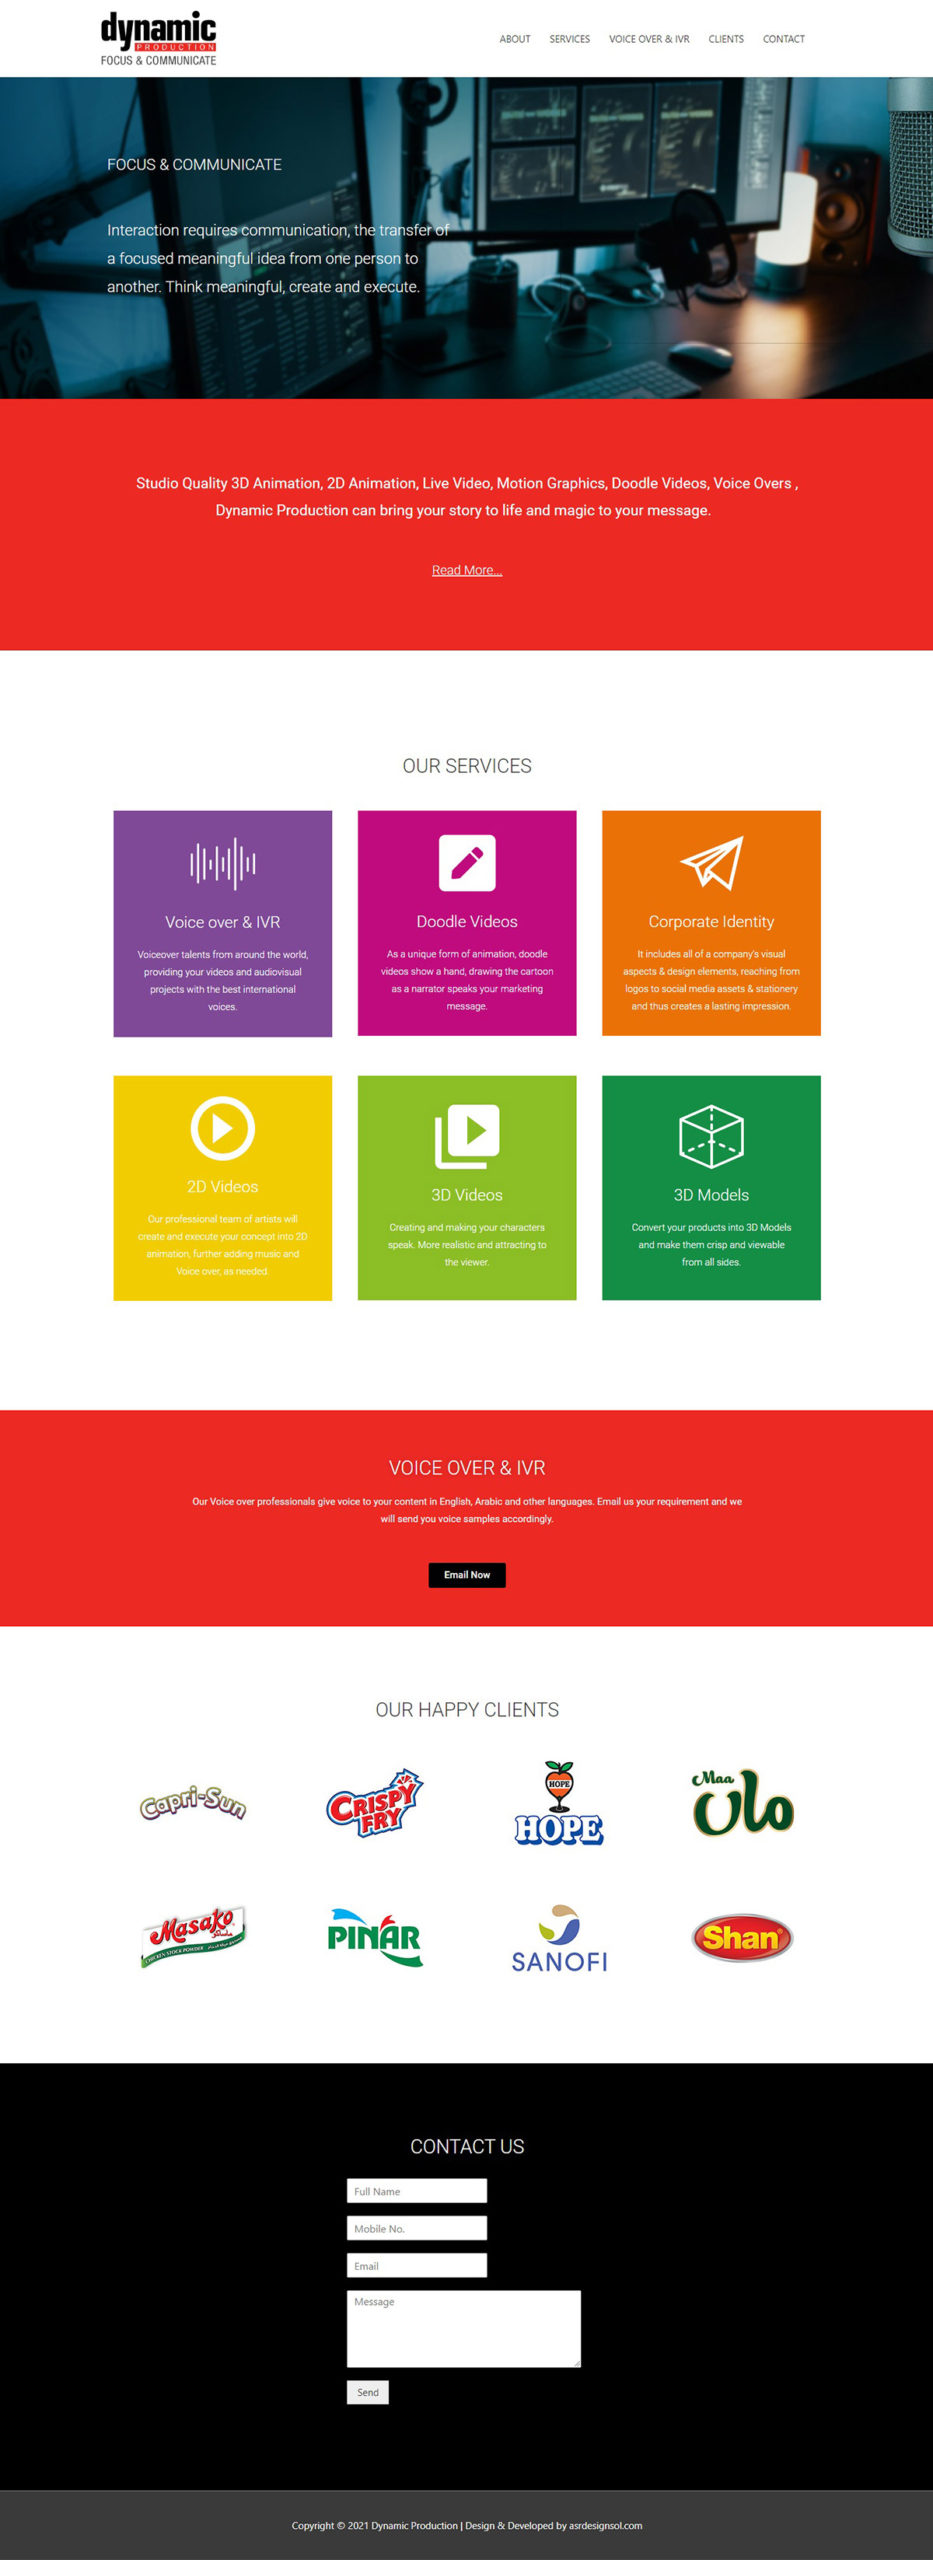 dynamic
PRODUCTION
FOCUS & COMMUNICATE
ABOUT SERVICES VOICE OVER & IVR CLIENTS CONTACT
FOCUS & COMMUNICATE
Interaction requires communication, the transfer of
a focused meaningful idea from one person to
another. Think meaningful, create and execute.
Studio Quality 3D Animation, 2D Animation, Live Video, Motion Graphics, Doodle Videos, Voice Overs ,
Dynamic Production can bring your story to life and magic to your message.
Read More...
OUR SERVICES
Voice over & IVR
Voiceover talents from around the world,
providing your videos and audiovisual
projects with the best international
voices.
Doodle Videos
As a unique form of animation, doodle
videos show a hand, drawing the cartoon
as a narrator speaks your marketing
message.
Corporate Identity
It includes all of a company's visual
aspects & design elements, reaching from
logos to social media assets & stationery
and thus creates a lasting impression.
2D Videos
Our professional team of artists will
create and execute your concept into 2D
animation, further adding music and
Voice over, as needed.
3D Videos
Creating and making your characters
speak. More realistic and attracting to
the viewer.
3D Models
Convert your products into 3D Models
and make them crisp and viewable
from all sides.
VOICE OVER & IVR
Our Voice over professionals give voice to your content in English, Arabic and other languages. Email us your requirement and we
will send you voice samples accordingly.
Email Now
OUR HAPPY CLIENTS
Capri-Sun
CRISPY
FRY
HOPE
HOPE
Maa
Masako
CHICKEN STOCK POWDER
PINAR
SANOFI
Shan
CONTACT US
Full Name
Mobile No.
Email
Message
Send
Copyright © 2021 Dynamic Production | Design & Developed by asrdesignsol.com